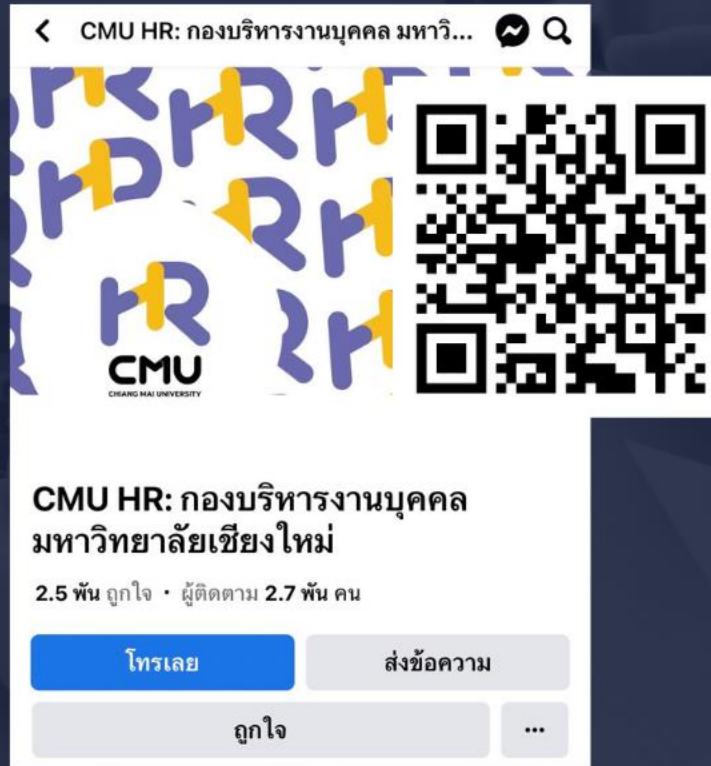 CMU HR: กองบริหารงานบุคคล มหาวิ...
HR
CMU
CHIANG MAI UNIVERSITY
CMU HR: กองบริหารงานบุคคล
มหาวิทยาลัยเชียงใหม่
2.5 พัน ถูกใจ · ผู้ติดตาม 2.7 พัน คน
โทรเลย
ส่งข้อความ
ถูกใจ
...